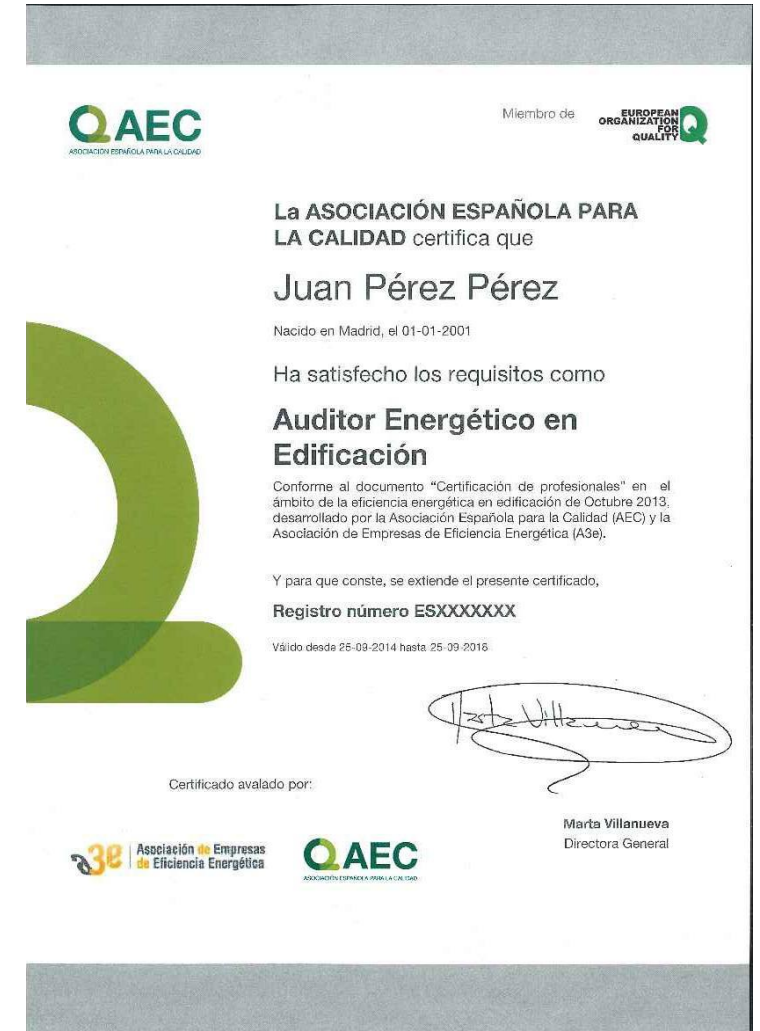 AEC
ASOCIACIÓN ESPAÑOLA PARA LA CALIDAD
Miembro de
EUROPEAN
ORGANIZATION
FOR
QUALITY
La ASOCIACIÓN ESPAÑOLA PARA
LA CALIDAD certifica que
Juan Pérez Pérez
Nacido en Madrid, el 01-01-2001
Ha satisfecho los requisitos como
Auditor Energético en
Edificación
Conforme al documento “Certificación de profesionales” en el
ámbito de la eficiencia energética en edificación de Octubre 2013,
desarrollado por la Asociación Española para la Calidad (AEC) y la
Asociación de Empresas de Eficiencia Energética (A3e).
Y para que conste, se extiende el presente certificado,
Registro número ESXXXXXXX
Válido desde 25-09-2014 hasta 25-09-2018
Marta Villanueva
Certificado avalado por:
Marta Villanueva
Directora General
a3e
Asociación de Empresas
de Eficiencia Energética
AEC
ASOCIACIÓN ESPAÑOLA PARA LA CALIDAD